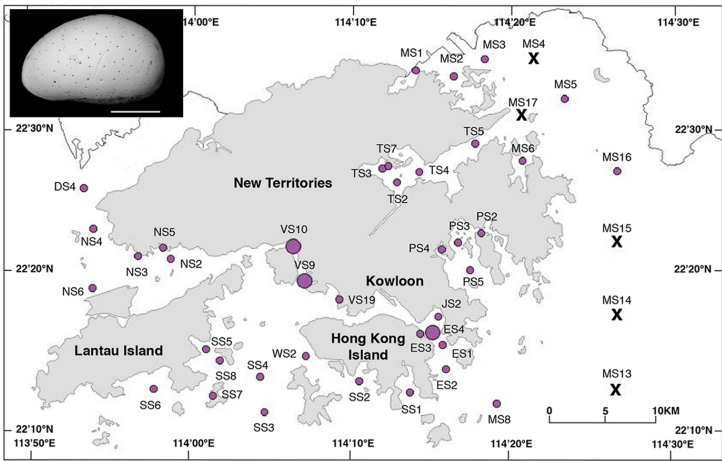 114'00"E
114'10"E
114'20"E
114'30"E
MS1
MS2
MS3
MS4
MS5
MS17
22'30"N
22'30"N
TS5
TS7
TS3
TS4
TS2
MS6
MS16
New Territories
DS4
NS4
NS5
NS3
NS2
VS10
PS2
PS3
PS4
MS15
22'20"N
22'20"N
VS9
Kowloon
PS5
NS6
VS19
JS2
MS14
Lantau Island
SS5
SS8
SS4
WS2
Hong Kong
Island
ES3
ES4
ES1
ES2
SS6
SS7
SS3
SS2
SS1
MS8
MS13
0
5
10KM
22'10"N
22'10"N
113'50"E
114'00"E
114'10"E
114'20"E
114'30"E